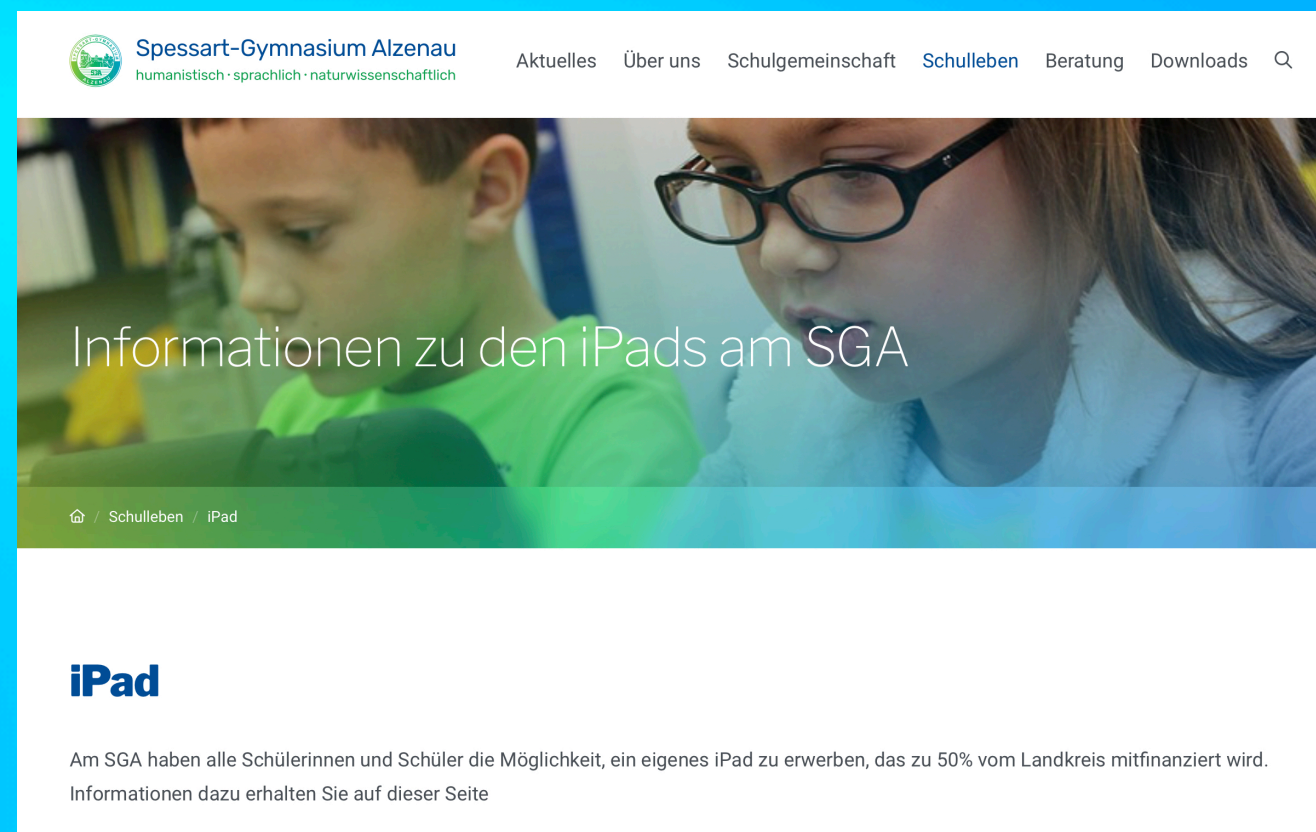 Spessart-Gymnasium Alzenau
humanistisch · sprachlich · naturwissenschaftlich
Aktuelles Über uns Schulgemeinschaft Schulleben Beratung Downloads
Informationen zu den iPads am SGA
/ Schulleben / iPad
iPad
Am SGA haben alle Schülerinnen und Schüler die Möglichkeit, ein eigenes iPad zu erwerben, das zu 50% vom Landkreis mitfinanziert wird.
Informationen dazu erhalten Sie auf dieser Seite